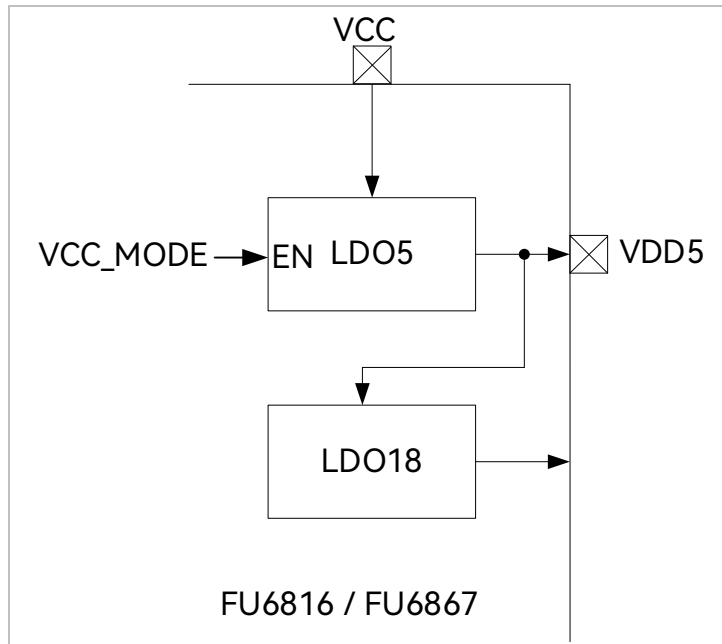 VCC
VCC_MODE
EN
LDO5
VDD5
LDO18
FU6816 / FU6867